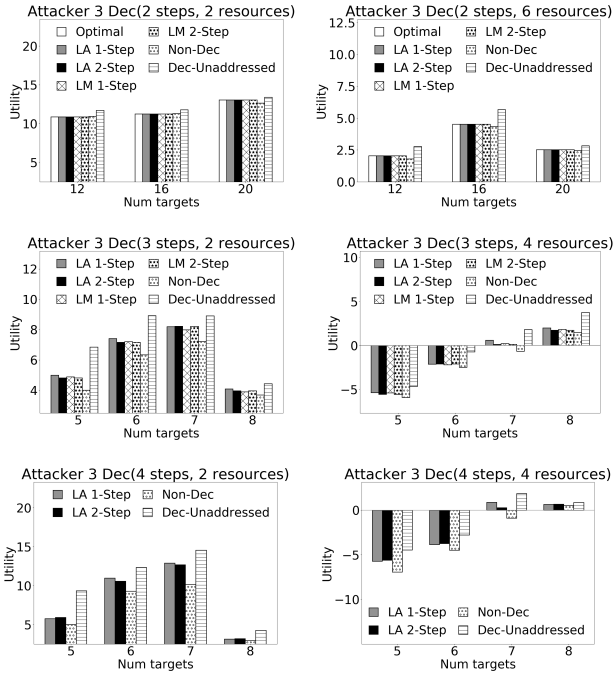 Attacker 3 Dec(2 steps, 2 resources)
Optimal
LM 2-Step
LA 1-Step
Non-Dec
LA 2-Step
Dec-Unaddressed
LM 1-Step
20
15
10
5
Utility
12
16
20
Num targets
Attacker 3 Dec(2 steps, 6 resources)
12.5
10.0
7.5
5.0
2.5
0.0
Utility
Optimal
LM 2-Step
LA 1-Step
Non-Dec
LA 2-Step
Dec-Unaddressed
LM 1-Step
12
16
20
Num targets
Attacker 3 Dec(3 steps, 2 resources)
LA 1-Step
LM 2-Step
LA 2-Step
Non-Dec
LM 1-Step
Dec-Unaddressed
12
10
8
6
4
Utility
5
6
7
8
Num targets
Attacker 3 Dec(3 steps, 4 resources)
10
5
0
−5
Utility
LA 1-Step
LM 2-Step
LA 2-Step
Non-Dec
LM 1-Step
Dec-Unaddressed
5
6
7
8
Num targets
Attacker 3 Dec(4 steps, 2 resources)
LA 1-Step
Non-Dec
LA 2-Step
Dec-Unaddressed
20
15
10
5
Utility
5
6
7
8
Num targets
Attacker 3 Dec(4 steps, 4 resources)
0
−5
−10
Utility
LA 1-Step
Non-Dec
LA 2-Step
Dec-Unaddressed
5
6
7
8
Num targets